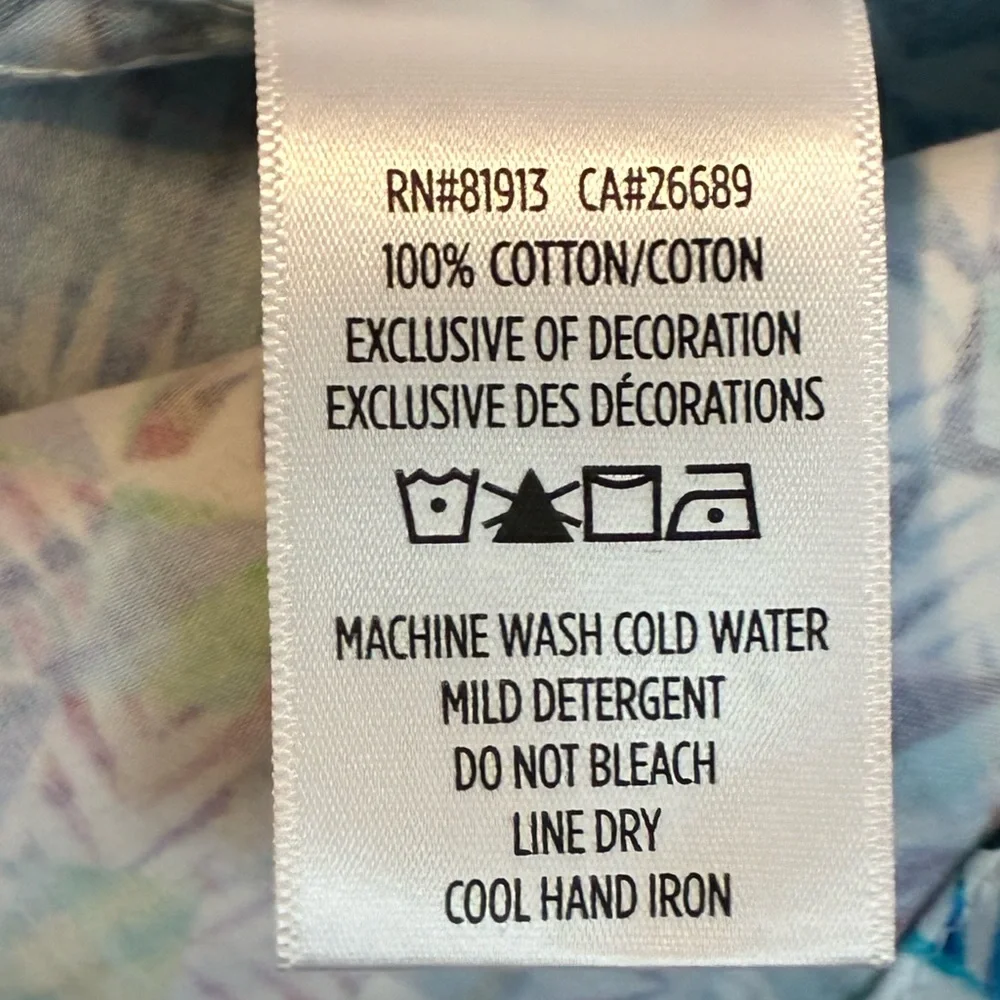 RN#81913 CA#26689
100% COTTON/COTON
EXCLUSIVE OF DECORATION
EXCLUSIVE DES DÉCORATIONS
MACHINE WASH COLD WATER
MILD DETERGENT
DO NOT BLEACH
LINE DRY
COOL HAND IRON